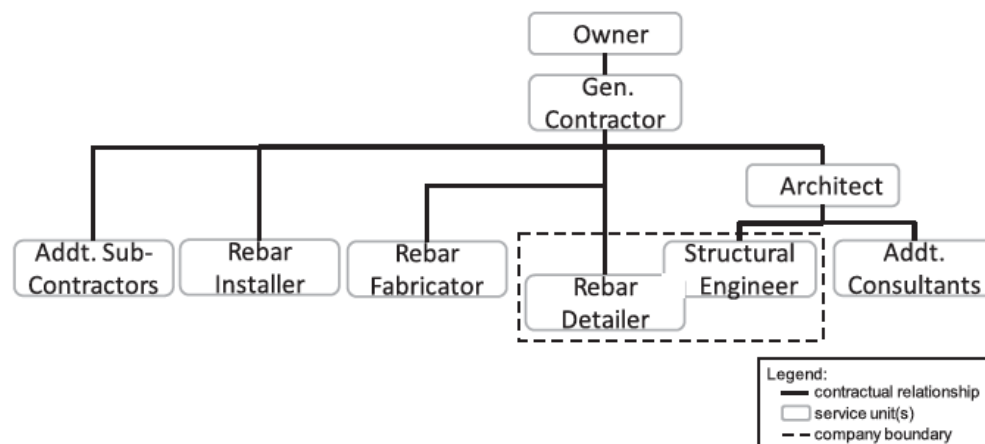 Owner
Gen.
Contractor
Architect
Addt. Sub-
Contractors
Rebar
Installer
Rebar
Fabricator
Rebar
Detailer
Structural
Engineer
Addt.
Consultants
Legend:
contractual relationship
service unit(s)
company boundary